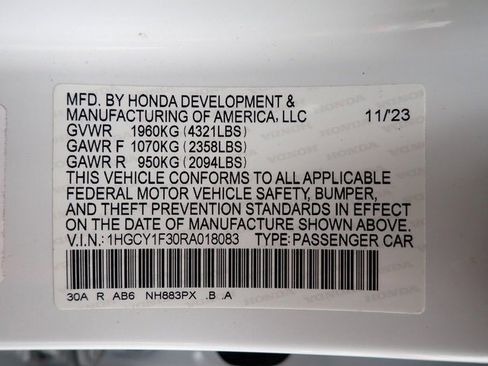 MFD. BY HONDA DEVELOPMENT &
MANUFACTURING OF AMERICA, LLC 11/23
GVWR 1960KG (4321LBS)
GAWR F 1070KG (2358LBS)
GAWR R 950KG (2094LBS)
THIS VEHICLE CONFORMS TO ALL APPLICABLE
FEDERAL MOTOR VEHICLE SAFETY, BUMPER,
AND THEFT PREVENTION STANDARDS IN EFFECT
ON THE DATE OF MANUFACTURE SHOWN ABOVE.
V.I.N.: 1HGCY1F30RA018083 TYPE: PASSENGER CAR
30A R AB6 NH883PX .B .A